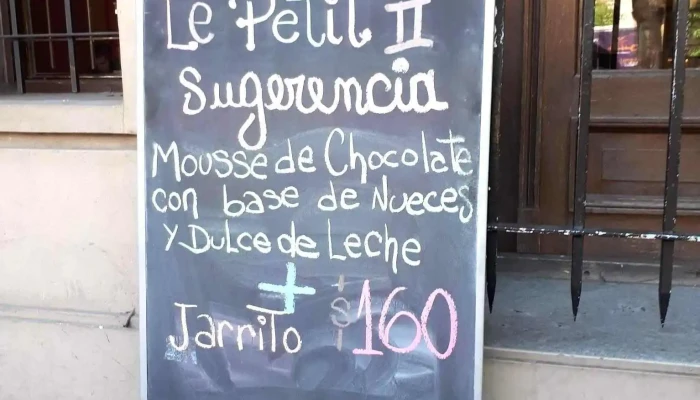 Le Petit II
Sugerencia
Mousse de Chocolate
con base de Nueces
y Dulce de Leche
+
Jarrito $160